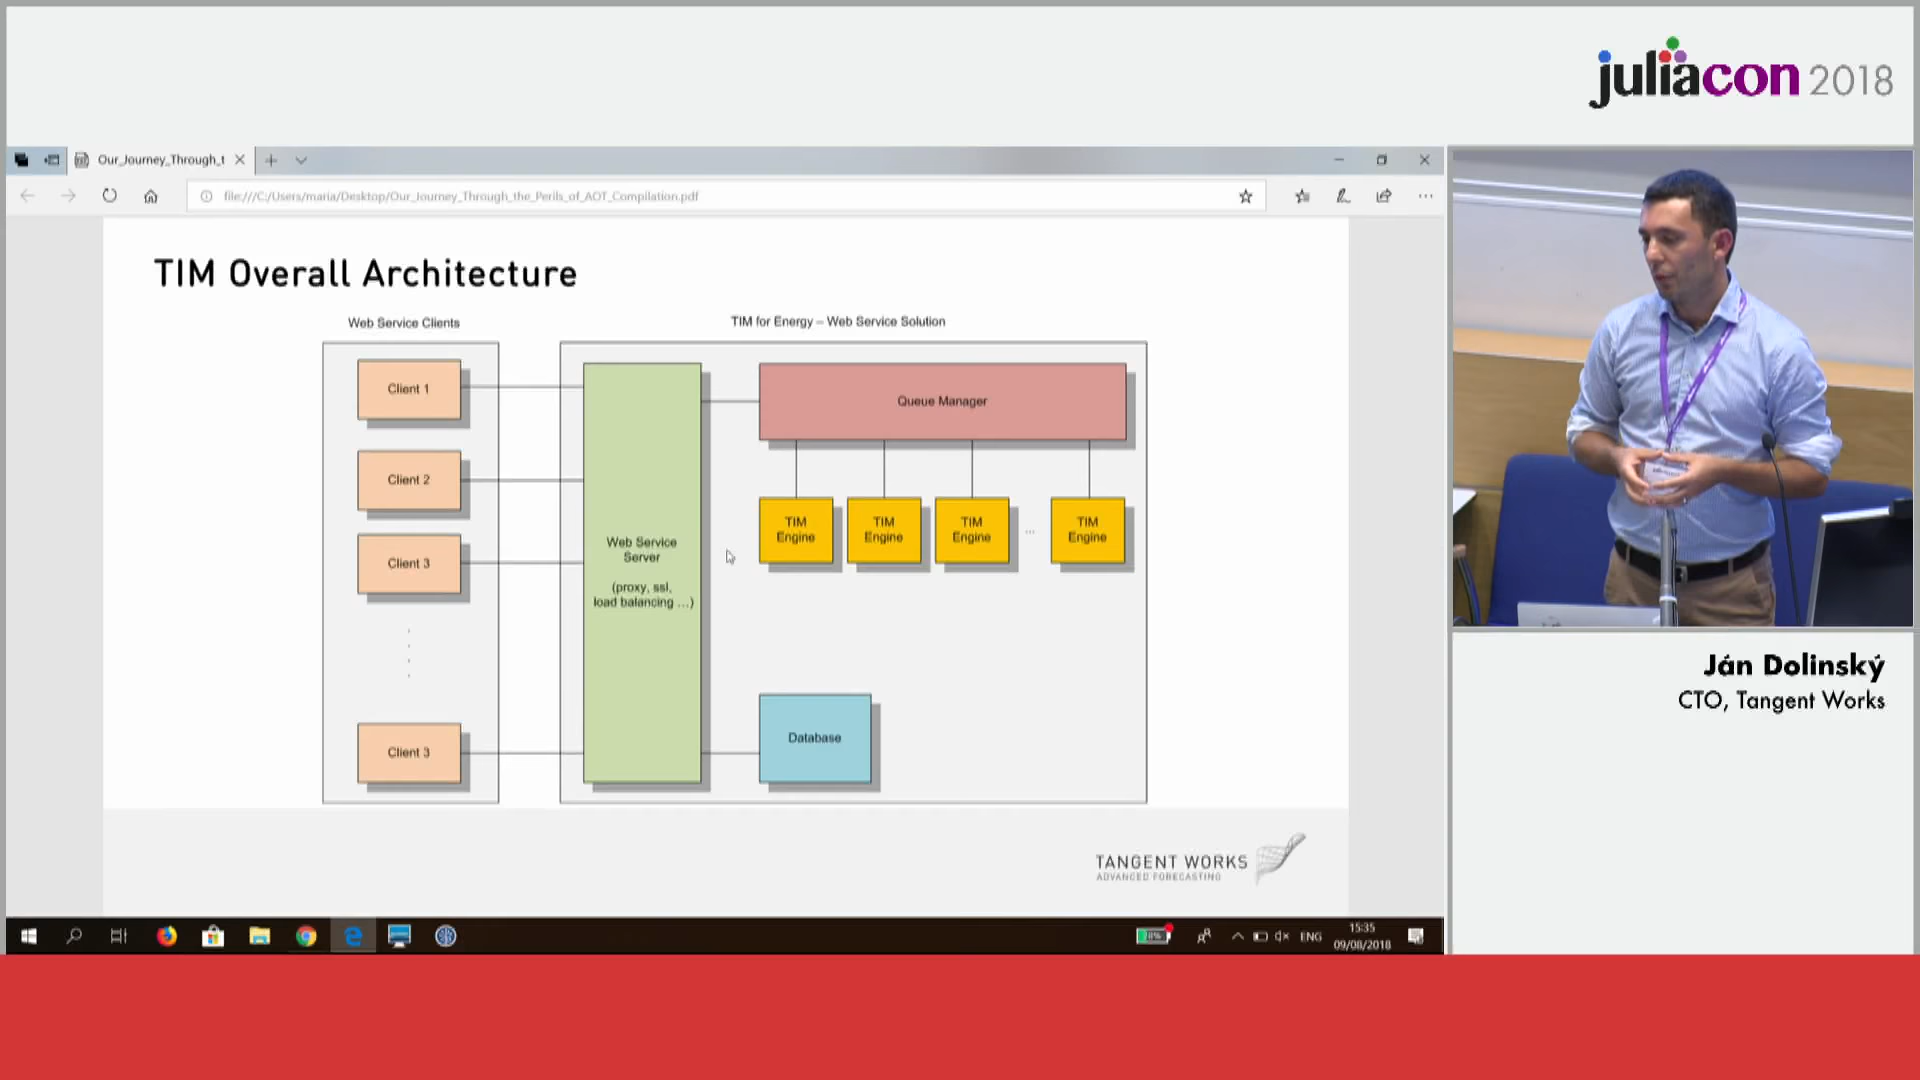 juliacon 2018
Our_Journey_Through_t
file:///C:/Users/maria/Desktop/Our_Journey_Through_the_Perils_of_AOT_Compilation.pdf
TIM Overall Architecture
Web Service Clients
TIM for Energy – Web Service Solution
Client 1
Client 2
Client 3
Client 3
Web Service
Server
(proxy, ssl,
load balancing ...)
Queue Manager
TIM
Engine
TIM
Engine
TIM
Engine
...
TIM
Engine
Database
TANGENT WORKS
ADVANCED FORECASTING
ENG
15:35
09/08/2018
Ján Dolinský
CTO, Tangent Works